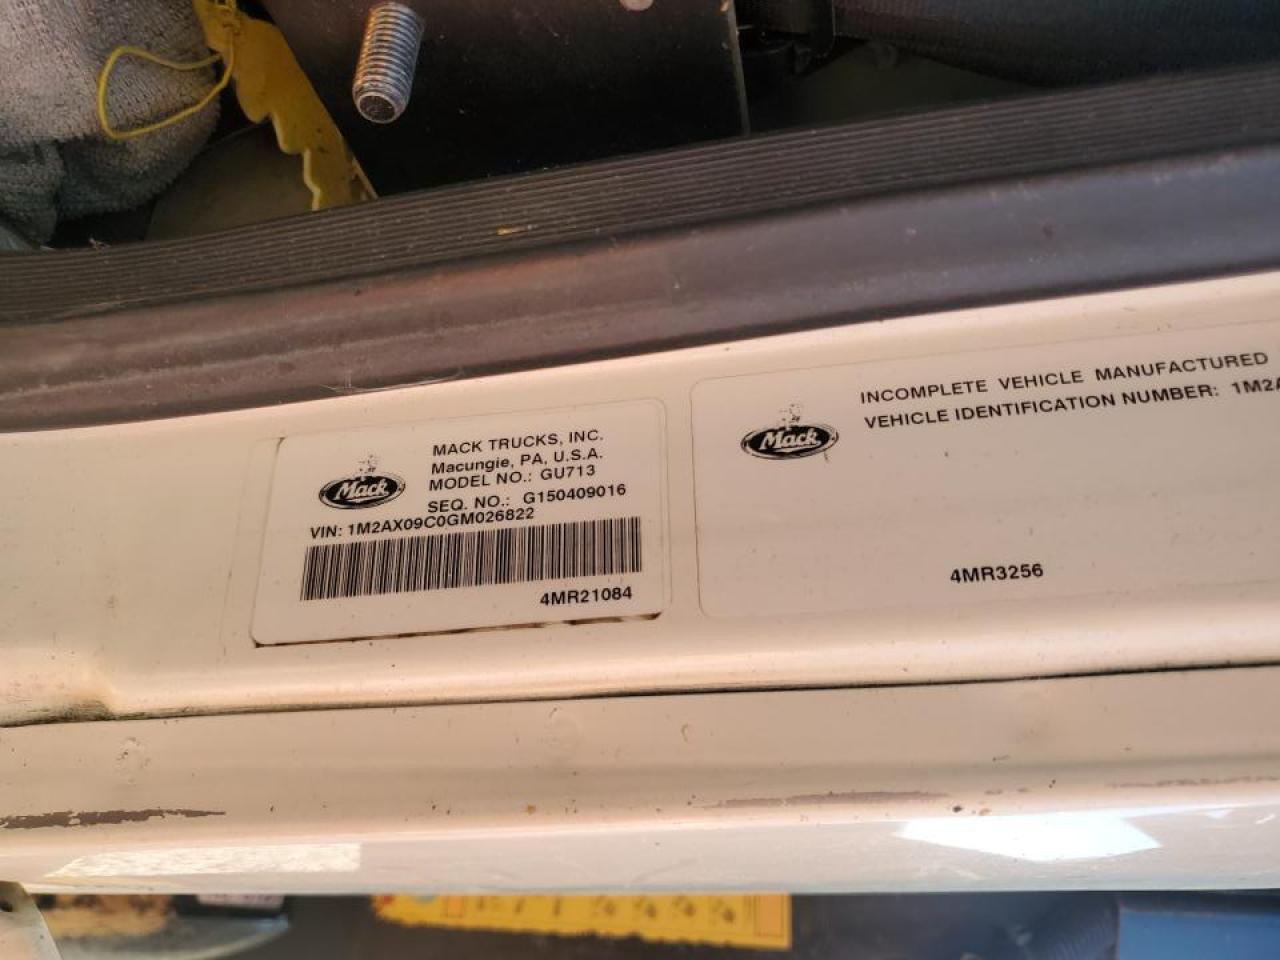 MACK TRUCKS, INC.
Macungie, PA, U.S.A.
MODEL NO.: GU713
SEQ. NO.: G150409016
VIN: 1M2AX09C0GM026822
4MR21084
Mack
INCOMPLETE VEHICLE MANUFACTURED
VEHICLE IDENTIFICATION NUMBER: 1M2A
4MR3256
Mack